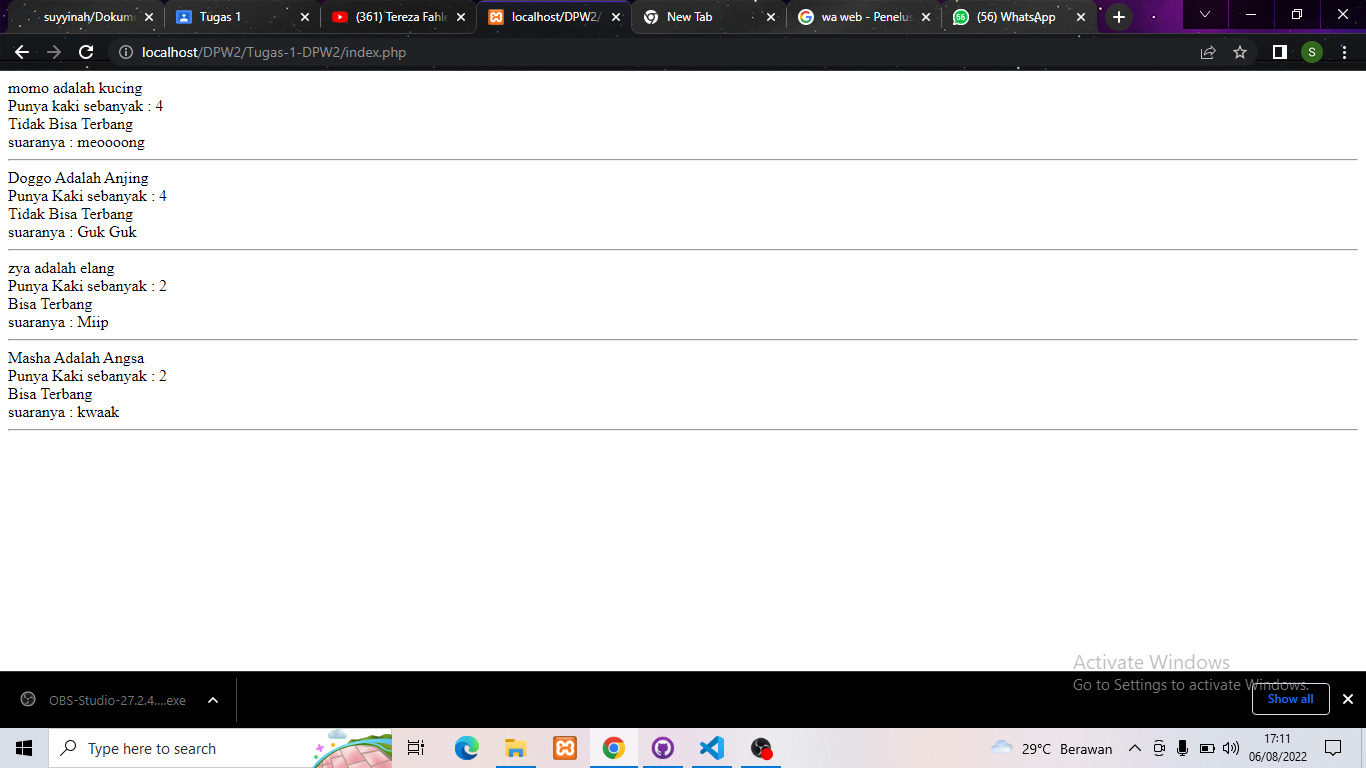 suyyinah/Dokum
Tugas 1
(361) Tereza Fahle
localhost/DPW2/
New Tab
wa web - Penelus
56
(56) WhatsApp
localhost/DPW2/Tugas-1-DPW2/index.php
S
momo adalah kucing
Punya kaki sebanyak : 4
Tidak Bisa Terbang
suaranya : meoooong
Doggo Adalah Anjing
Punya Kaki sebanyak : 4
Tidak Bisa Terbang
suaranya : Guk Guk
zya adalah elang
Punya Kaki sebanyak : 2
Bisa Terbang
suaranya : Miip
Masha Adalah Angsa
Punya Kaki sebanyak : 2
Bisa Terbang
suaranya : kwaak
Activate Windows
Go to Settings to activate Windows.
OBS-Studio-27.2.4....exe
Show all
Type here to search
29°C Berawan
17:11
06/08/2022